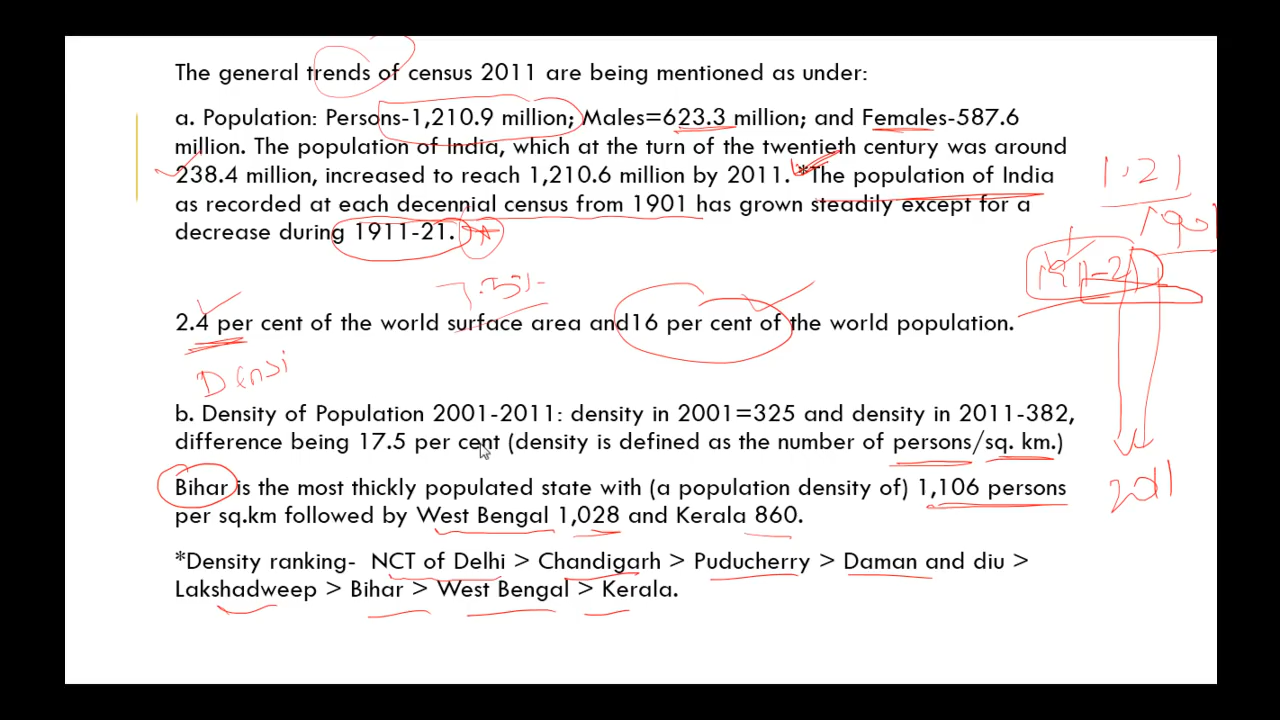 The general trends of census 2011 are being mentioned as under:
a. Population: Persons-1,210.9 million; Males=623.3 million; and Females-587.6
million. The population of India, which at the turn of the twentieth century was around
238.4 million, increased to reach 1,210.6 million by 2011. *The population of India
as recorded at each decennial census from 1901 has grown steadily except for a
decrease during 1911-21.
1.21
1901
1911-21
2.4 per cent of the world surface area and16 per cent of the world population.
Densi
b. Density of Population 2001-2011: density in 2001=325 and density in 2011-382,
difference being 17.5 per cent (density is defined as the number of persons/sq. km.)
Bihar is the most thickly populated state with (a population density of) 1,106 persons
per sq.km followed by West Bengal 1,028 and Kerala 860.
2011
*Density ranking- NCT of Delhi > Chandigarh > Puducherry > Daman and diu >
Lakshadweep > Bihar > West Bengal > Kerala.